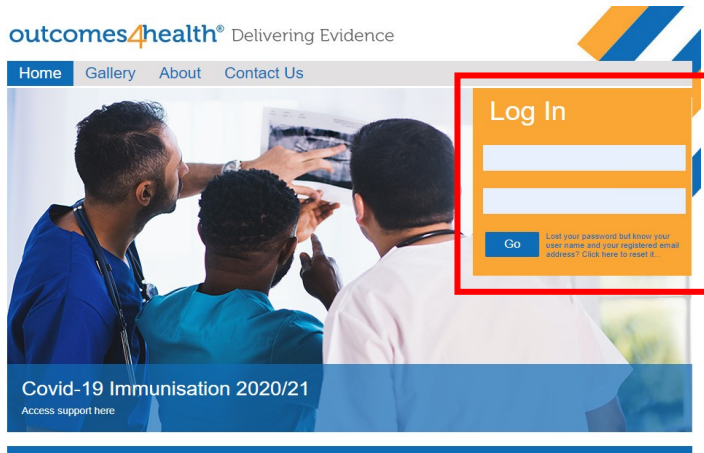 outcomes4health® Delivering Evidence
Home Gallery About Contact Us
Log In
Go
Lost your password but know your
user name and your registered email
address? Click here to reset it...
Covid-19 Immunisation 2020/21
Access support here